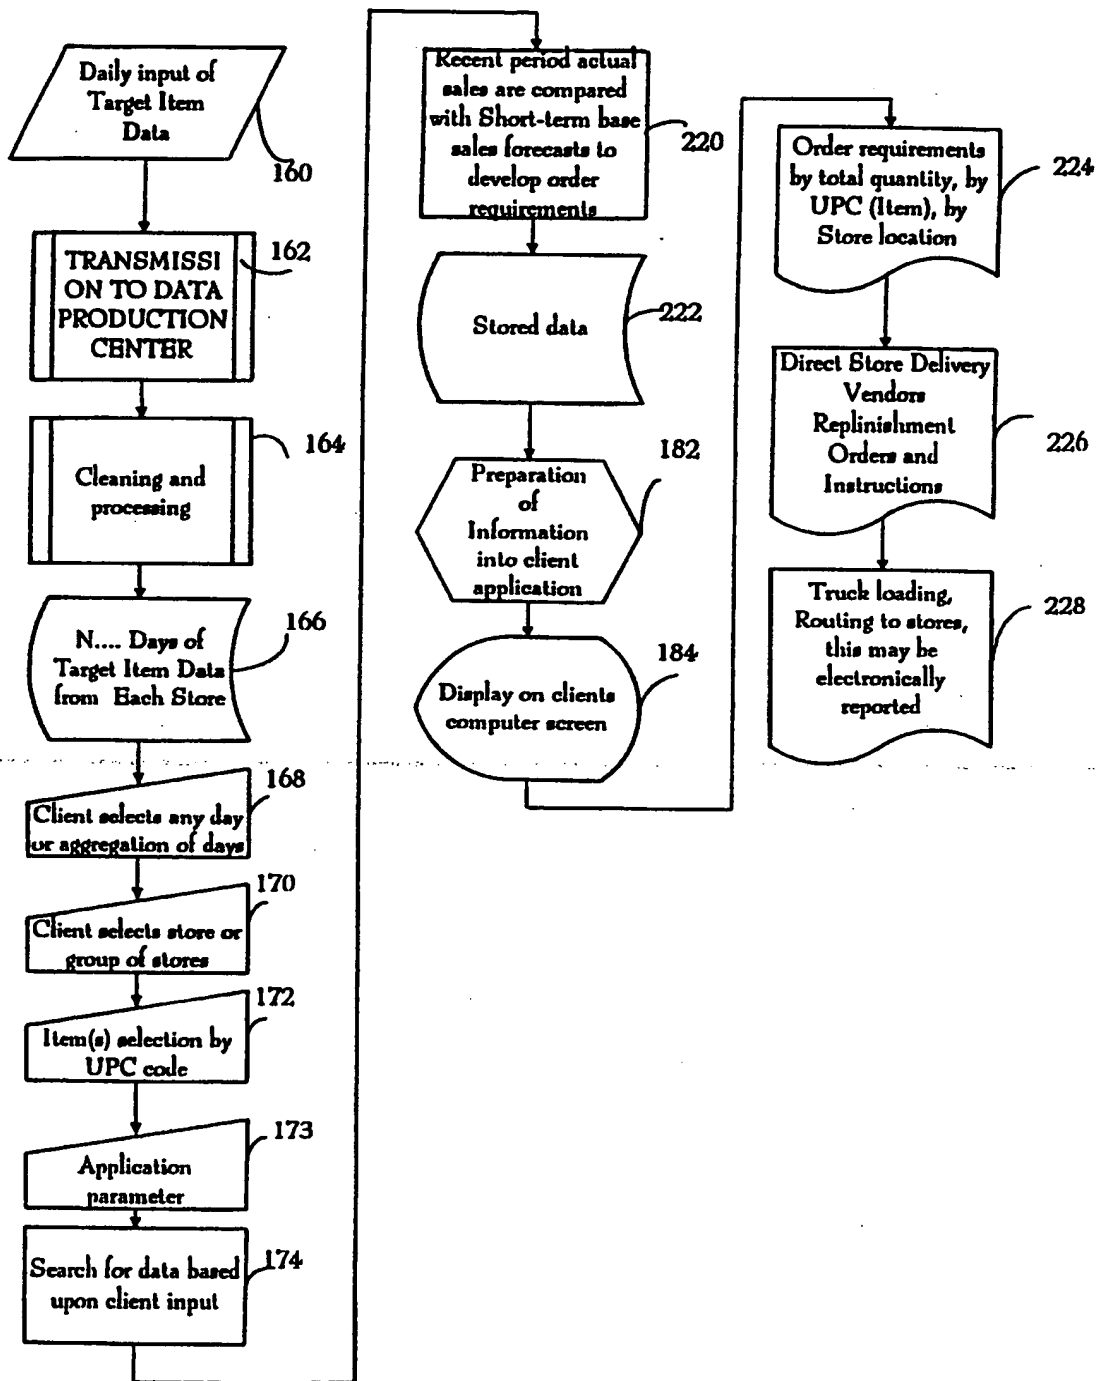 Daily input of
Target Item
Data
160
TRANSMISSI
ON TO DATA
PRODUCTION
CENTER
162
Cleaning and
processing
164
N.... Days of
Target Item Data
from Each Store
166
Client selects any day
or aggregation of days
168
Client selects store or
group of stores
170
Item(s) selection by
UPC code
172
Application
parameter
173
Search for data based
upon client input
174
Recent period actual
sales are compared
with Short-term base
sales forecasts to
develop order
requirements
220
Stored data
222
Preparation
of
Information
into client
application
182
Display on clients
computer screen
184
Order requirements
by total quantity, by
UPC (Item), by
Store location
224
Direct Store Delivery
Vendors
Replinishment
Orders and
Instructions
226
Truck loading,
Routing to stores,
this may be
electronically
reported
228